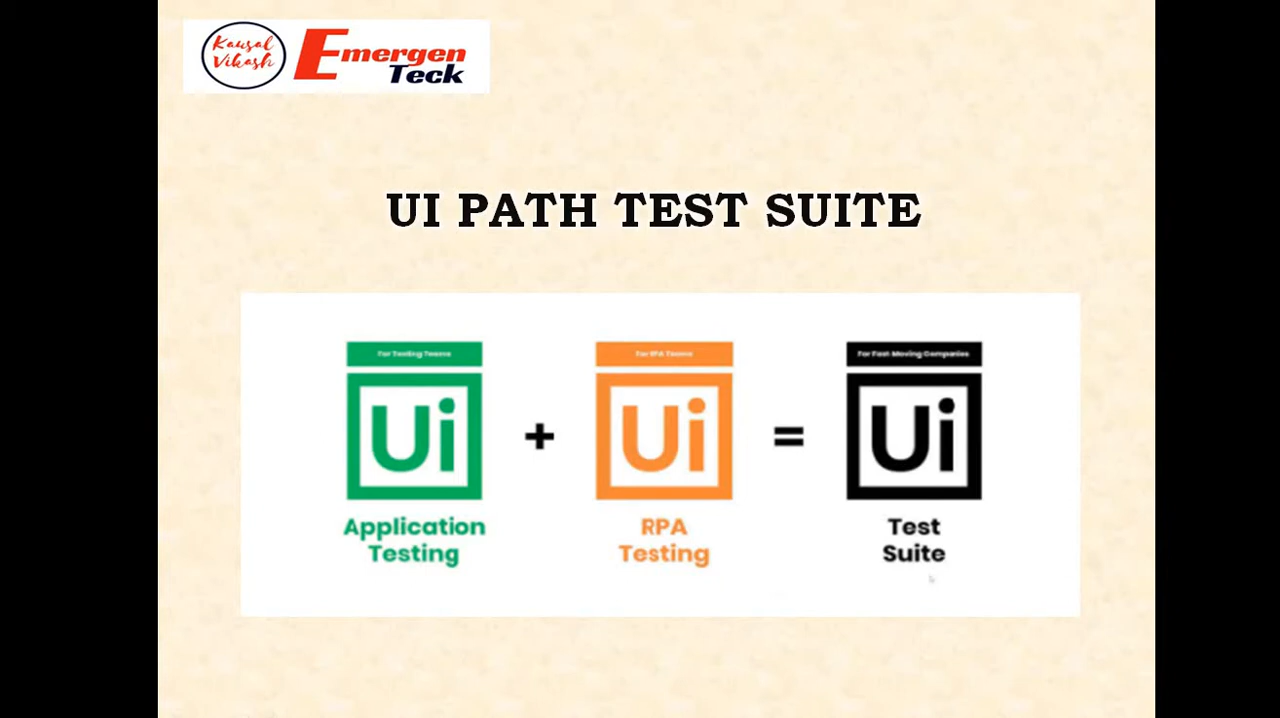 Kausal
Vikash
Emergen
Teck
UI PATH TEST SUITE
For Testing Teams
For RPA Teams
For Fast-Moving Companies
Ui
+
Ui
=
Ui
Application
Testing
RPA
Testing
Test
Suite